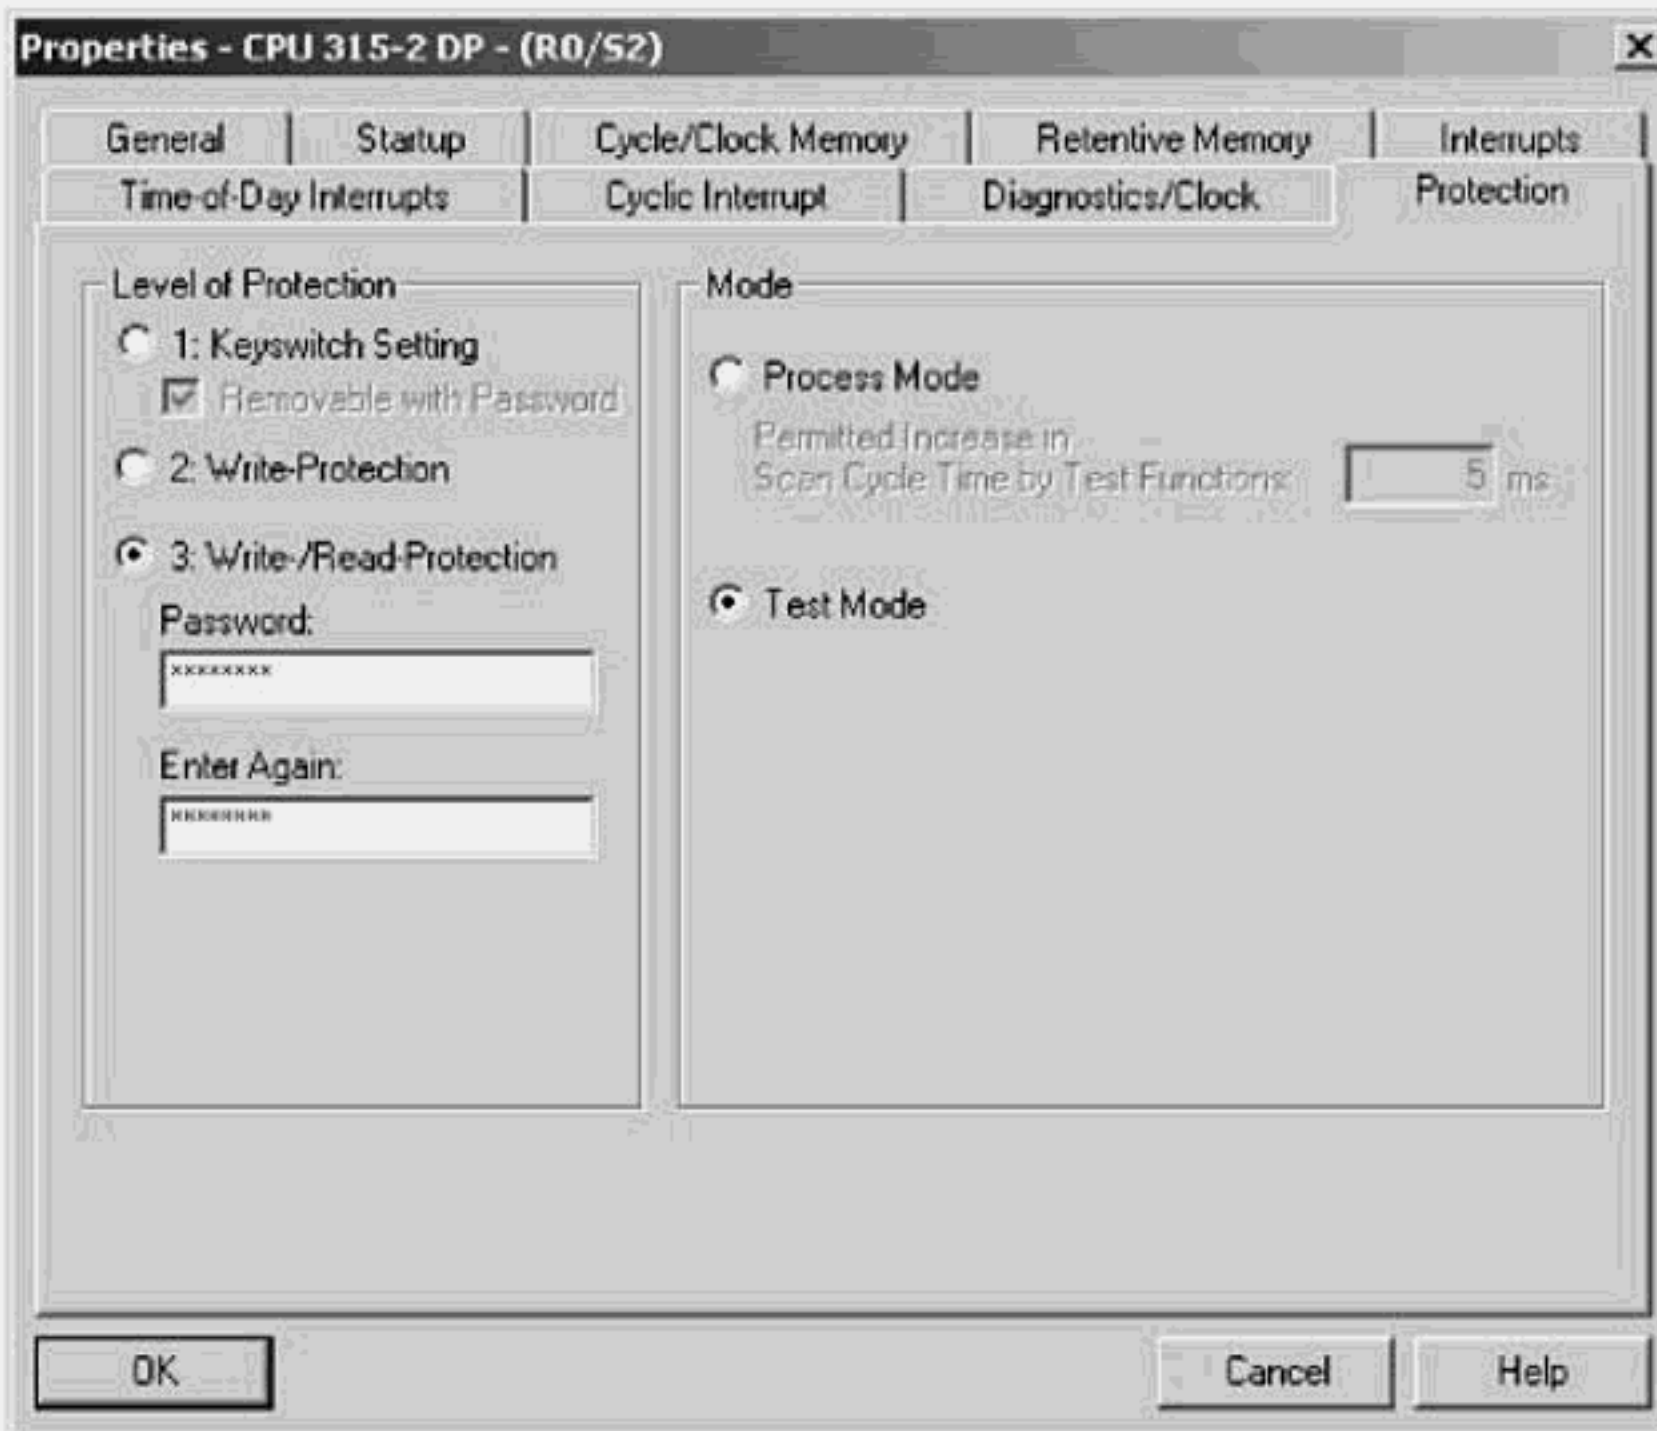 Properties - CPU 315-2 DP - (R0/S2)
General Startup Cycle/Clock Memory Retentive Memory Interrupts
Time-of-Day Interrupts Cyclic Interrupt Diagnostics/Clock Protection
Level of Protection
1: Keyswitch Setting
Removable with Password
2: Write-Protection
3: Write-/Read-Protection
Password:
xxxxxxxx
Enter Again:
xxxxxxxx
Mode
Process Mode
Permitted Increase in
Scan Cycle Time by Test Functions: 5 ms
Test Mode
OK Cancel Help